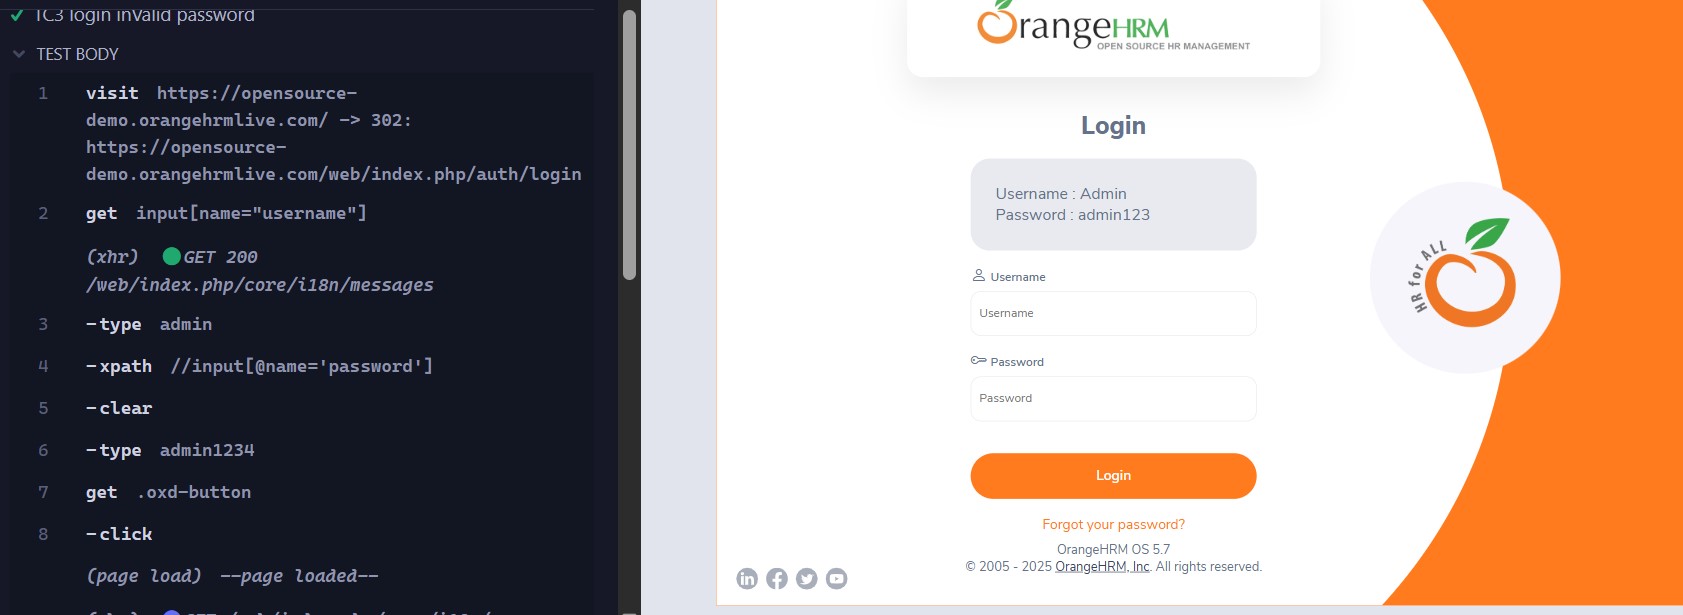 TC3 login inValid password
TEST BODY
1 visit https://opensource-
demo.orangehrmlive.com/ -> 302:
https://opensource-
demo.orangehrmlive.com/web/index.php/auth/login
2 get input[name="username"]
(xhr) GET 200
/web/index.php/core/i18n/messages
3 -type admin
4 -xpath //input[@name='password']
5 -clear
6 -type admin1234
7 get .oxd-button
8 -click
(page load) --page loaded--
OrangeHRM
OPEN SOURCE HR MANAGEMENT
Login
Username : Admin
Password : admin123
Username
Username
Password
Password
Login
Forgot your password?
OrangeHRM OS 5.7
© 2005 - 2025 OrangeHRM, Inc. All rights reserved.
HR for ALL